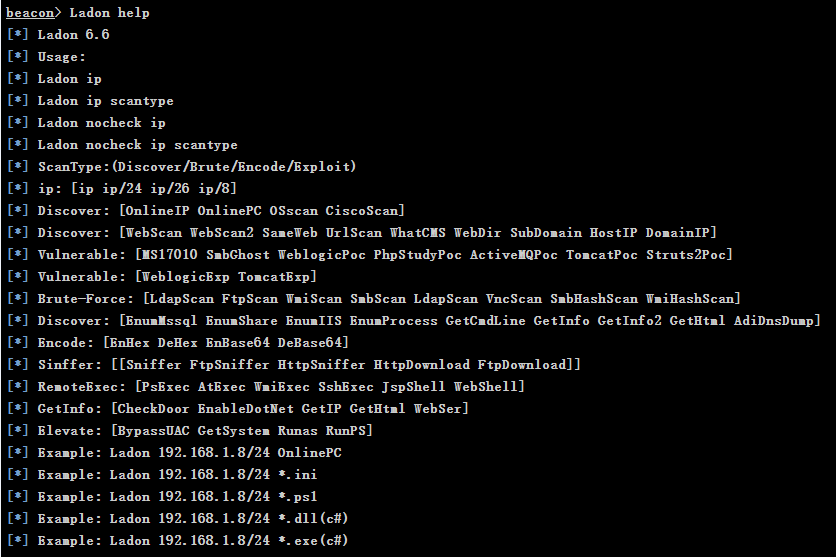 beacon> Ladon help
[*] Ladon 6.6
[*] Usage:
[*] Ladon ip
[*] Ladon ip scantype
[*] Ladon nocheck ip
[*] Ladon nocheck ip scantype
[*] ScanType:(Discover/Brute/Encode/Exploit)
[*] ip: [ip ip/24 ip/26 ip/8]
[*] Discover: [OnlineIP OnlinePC OSscan CiscoScan]
[*] Discover: [WebScan WebScan2 SameWeb UrlScan WhatCMS WebDir SubDomain HostIP DomainIP]
[*] Vulnerable: [MS17010 SmbGhost WeblogicPoc PhpStudyPoc ActiveMQPoc TomcatPoc Struts2Poc]
[*] Vulnerable: [WeblogicExp TomcatExp]
[*] Brute-Force: [LdapScan FtpScan WmiScan SmbScan LdapScan VncScan SmbHashScan WmiHashScan]
[*] Discover: [EnumMssql EnumShare EnumIIS EnumProcess GetCmdLine GetInfo GetInfo2 GetHtml AdiDnsDump]
[*] Encode: [EnHex DeHex EnBase64 DeBase64]
[*] Sinffer: [[Sniffer FtpSniffer HttpSniffer HttpDownload FtpDownload]]
[*] RemoteExec: [PsExec AtExec WmiExec SshExec JspShell WebShell]
[*] GetInfo: [CheckDoor EnableDotNet GetIP GetHtml WebSer]
[*] Elevate: [BypassUAC GetSystem Runas RunPS]
[*] Example: Ladon 192.168.1.8/24 OnlinePC
[*] Example: Ladon 192.168.1.8/24 *.ini
[*] Example: Ladon 192.168.1.8/24 *.ps1
[*] Example: Ladon 192.168.1.8/24 *.dll(c#)
[*] Example: Ladon 192.168.1.8/24 *.exe(c#)